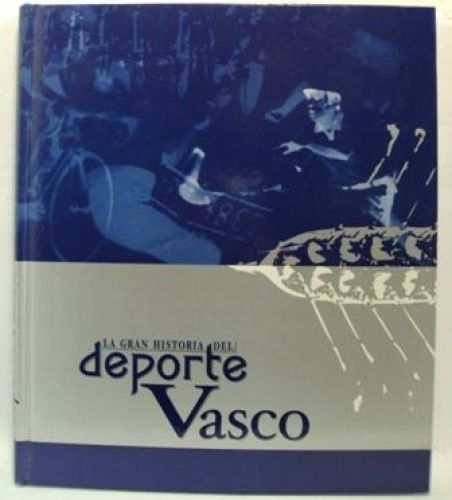 LA GRAN HISTORIA DEL
deporte
Vasco